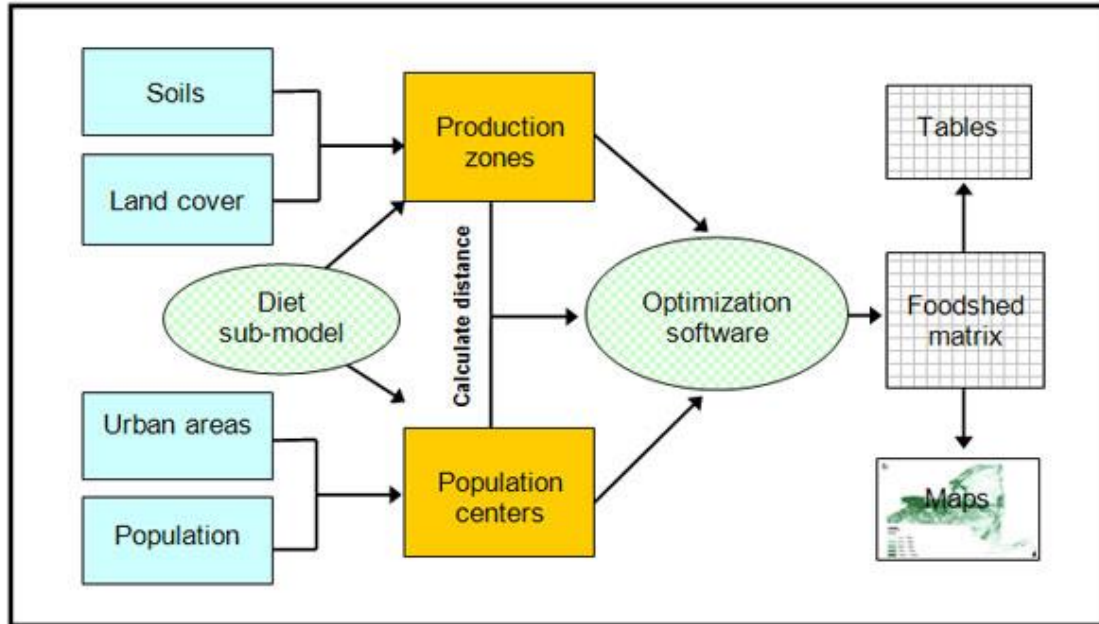 Soils
Land cover
Diet
sub-model
Urban areas
Population
Production
zones
Calculate distance
Population
centers
Optimization
software
Tables
Foodshed
matrix
Maps